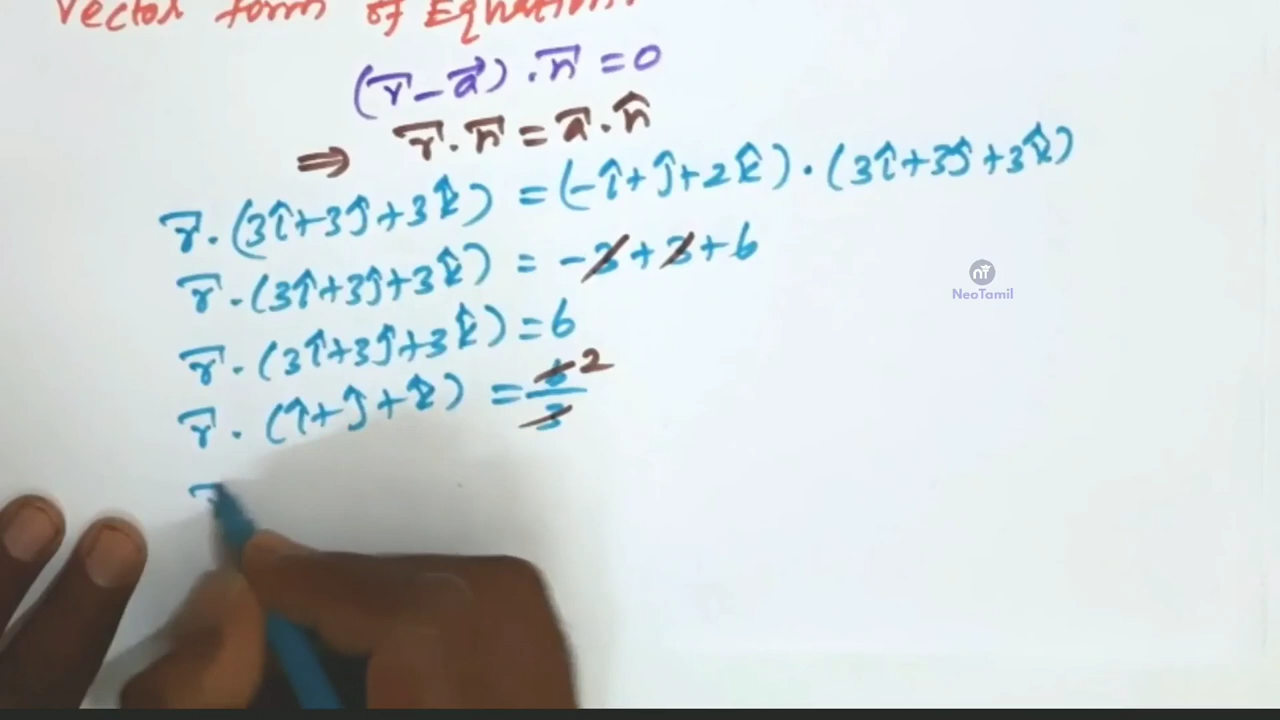 Vector form of Equation:
(r⃗ − a⃗) . n⃗ = 0
⇒ r⃗ . n⃗ = a⃗ . n̂
r⃗ . (3î + 3ĵ + 3k̂) = (−î + ĵ + 2k̂) . (3î + 3ĵ + 3k̂)
r⃗ . (3î + 3ĵ + 3k̂) = −3 + 3 + 6
r⃗ . (3î + 3ĵ + 3k̂) = 6
r⃗ . (î + ĵ + k̂) = 6/3 2
nT
NeoTamil